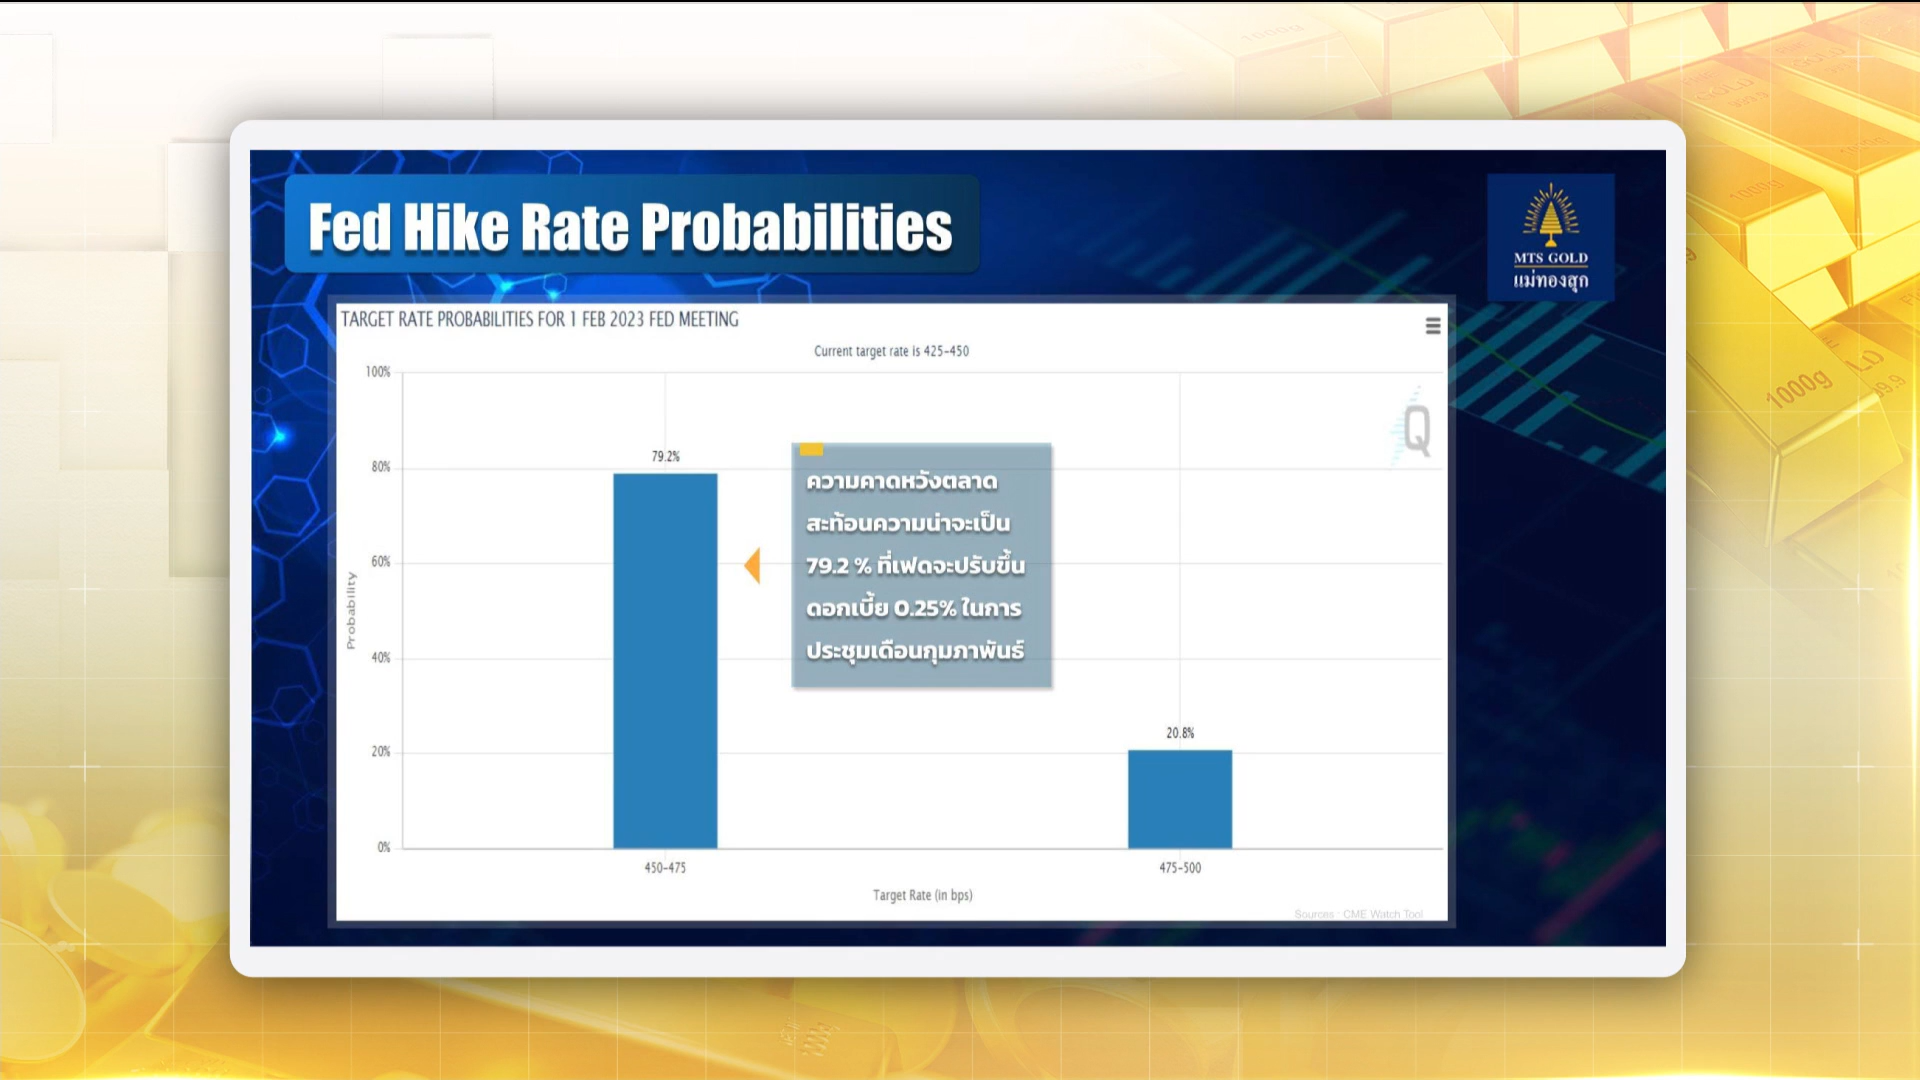 Fed Hike Rate Probabilities
MTS GOLD
แม่ทองสุก
TARGET RATE PROBABILITIES FOR 1 FEB 2023 FED MEETING
Current target rate is 425-450
100%
80%
60%
40%
20%
0%
Probability
79.2%
20.8%
ความคาดหวังตลาด
สะท้อนความน่าจะเป็น
79.2 % ที่เฟดจะปรับขึ้น
ดอกเบี้ย 0.25% ในการ
ประชุมเดือนกุมภาพันธ์
Q
450-475
475-500
Target Rate (in bps)
Sources : CME Watch Tool
1000g
1000g